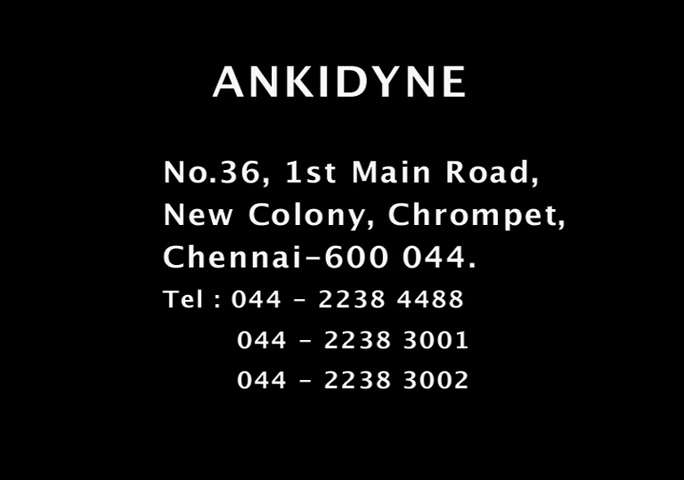 ANKIDYNE
No.36, 1st Main Road,
New Colony, Chrompet,
Chennai-600 044.
Tel : 044 - 2238 4488
044 - 2238 3001
044 - 2238 3002